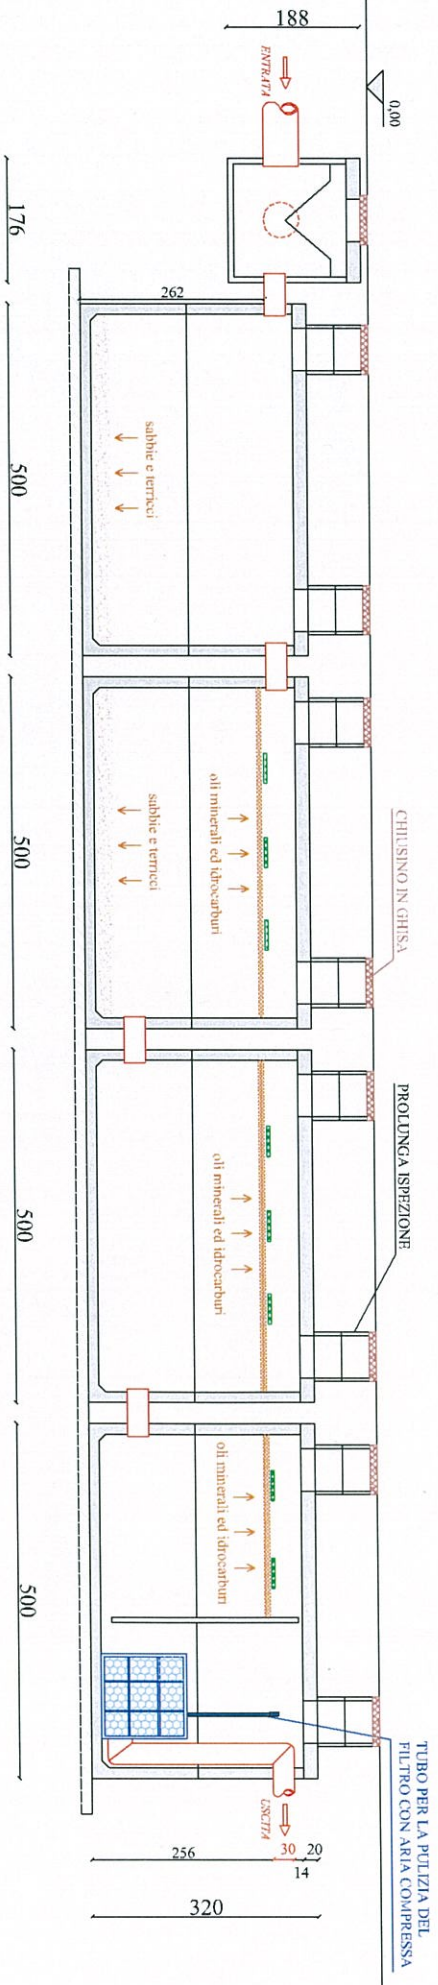 0,00
188
ENTRATA
176
262
sabbie e terricci
500
CHIUSINO IN GHISA
oli minerali ed idrocarburi
sabbie e terricci
500
PROLUNGA ISPEZIONE
oli minerali ed idrocarburi
500
oli minerali ed idrocarburi
500
TUBO PER LA PULIZIA DEL
FILTRO CON ARIA COMPRESSA
USCITA
20
14
30
256
320